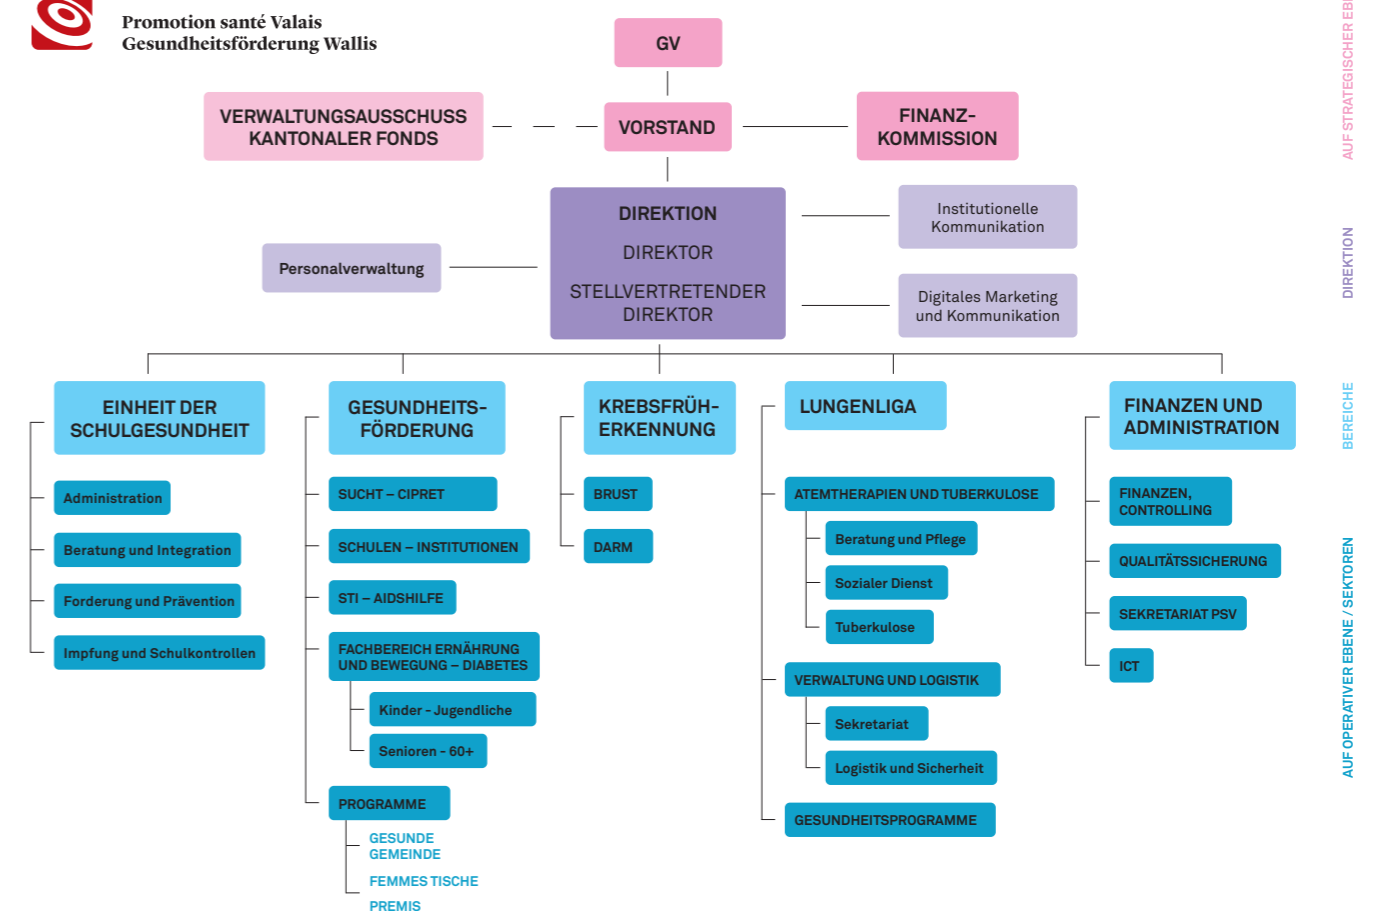 Promotion santé Valais
Gesundheitsförderung Wallis
GV
VERWALTUNGSAUSSCHUSS
KANTONALER FONDS
VORSTAND
FINANZ-
KOMMISSION
AUF STRATEGISCHER
DIREKTION
DIREKTOR
STELLVERTRETENDER
DIREKTOR
Personalverwaltung
Institutionelle
Kommunikation
Digitales Marketing
und Kommunikation
DIREKTION
EINHEIT DER
SCHULGESUNDHEIT
Administration
Beratung und Integration
Forderung und Prävention
Impfung und Schulkontrollen
GESUNDHEITS-
FÖRDERUNG
SUCHT – CIPRET
SCHULEN – INSTITUTIONEN
STI – AIDSHILFE
FACHBEREICH ERNÄHRUNG
UND BEWEGUNG – DIABETES
Kinder - Jugendliche
Senioren - 60+
PROGRAMME
GESUNDE
GEMEINDE
FEMMES TISCHE
PREMIS
KREBSFRÜH-
ERKENNUNG
BRUST
DARM
LUNGENLIGA
ATEMTHERAPIEN UND TUBERKULOSE
Beratung und Pflege
Sozialer Dienst
Tuberkulose
VERWALTUNG UND LOGISTIK
Sekretariat
Logistik und Sicherheit
GESUNDHEITSPROGRAMME
FINANZEN UND
ADMINISTRATION
FINANZEN,
CONTROLLING
QUALITÄTSSICHERUNG
SEKRETARIAT PSV
ICT
BEREICHE
AUF OPERATIVER EBENE / SEKTOREN